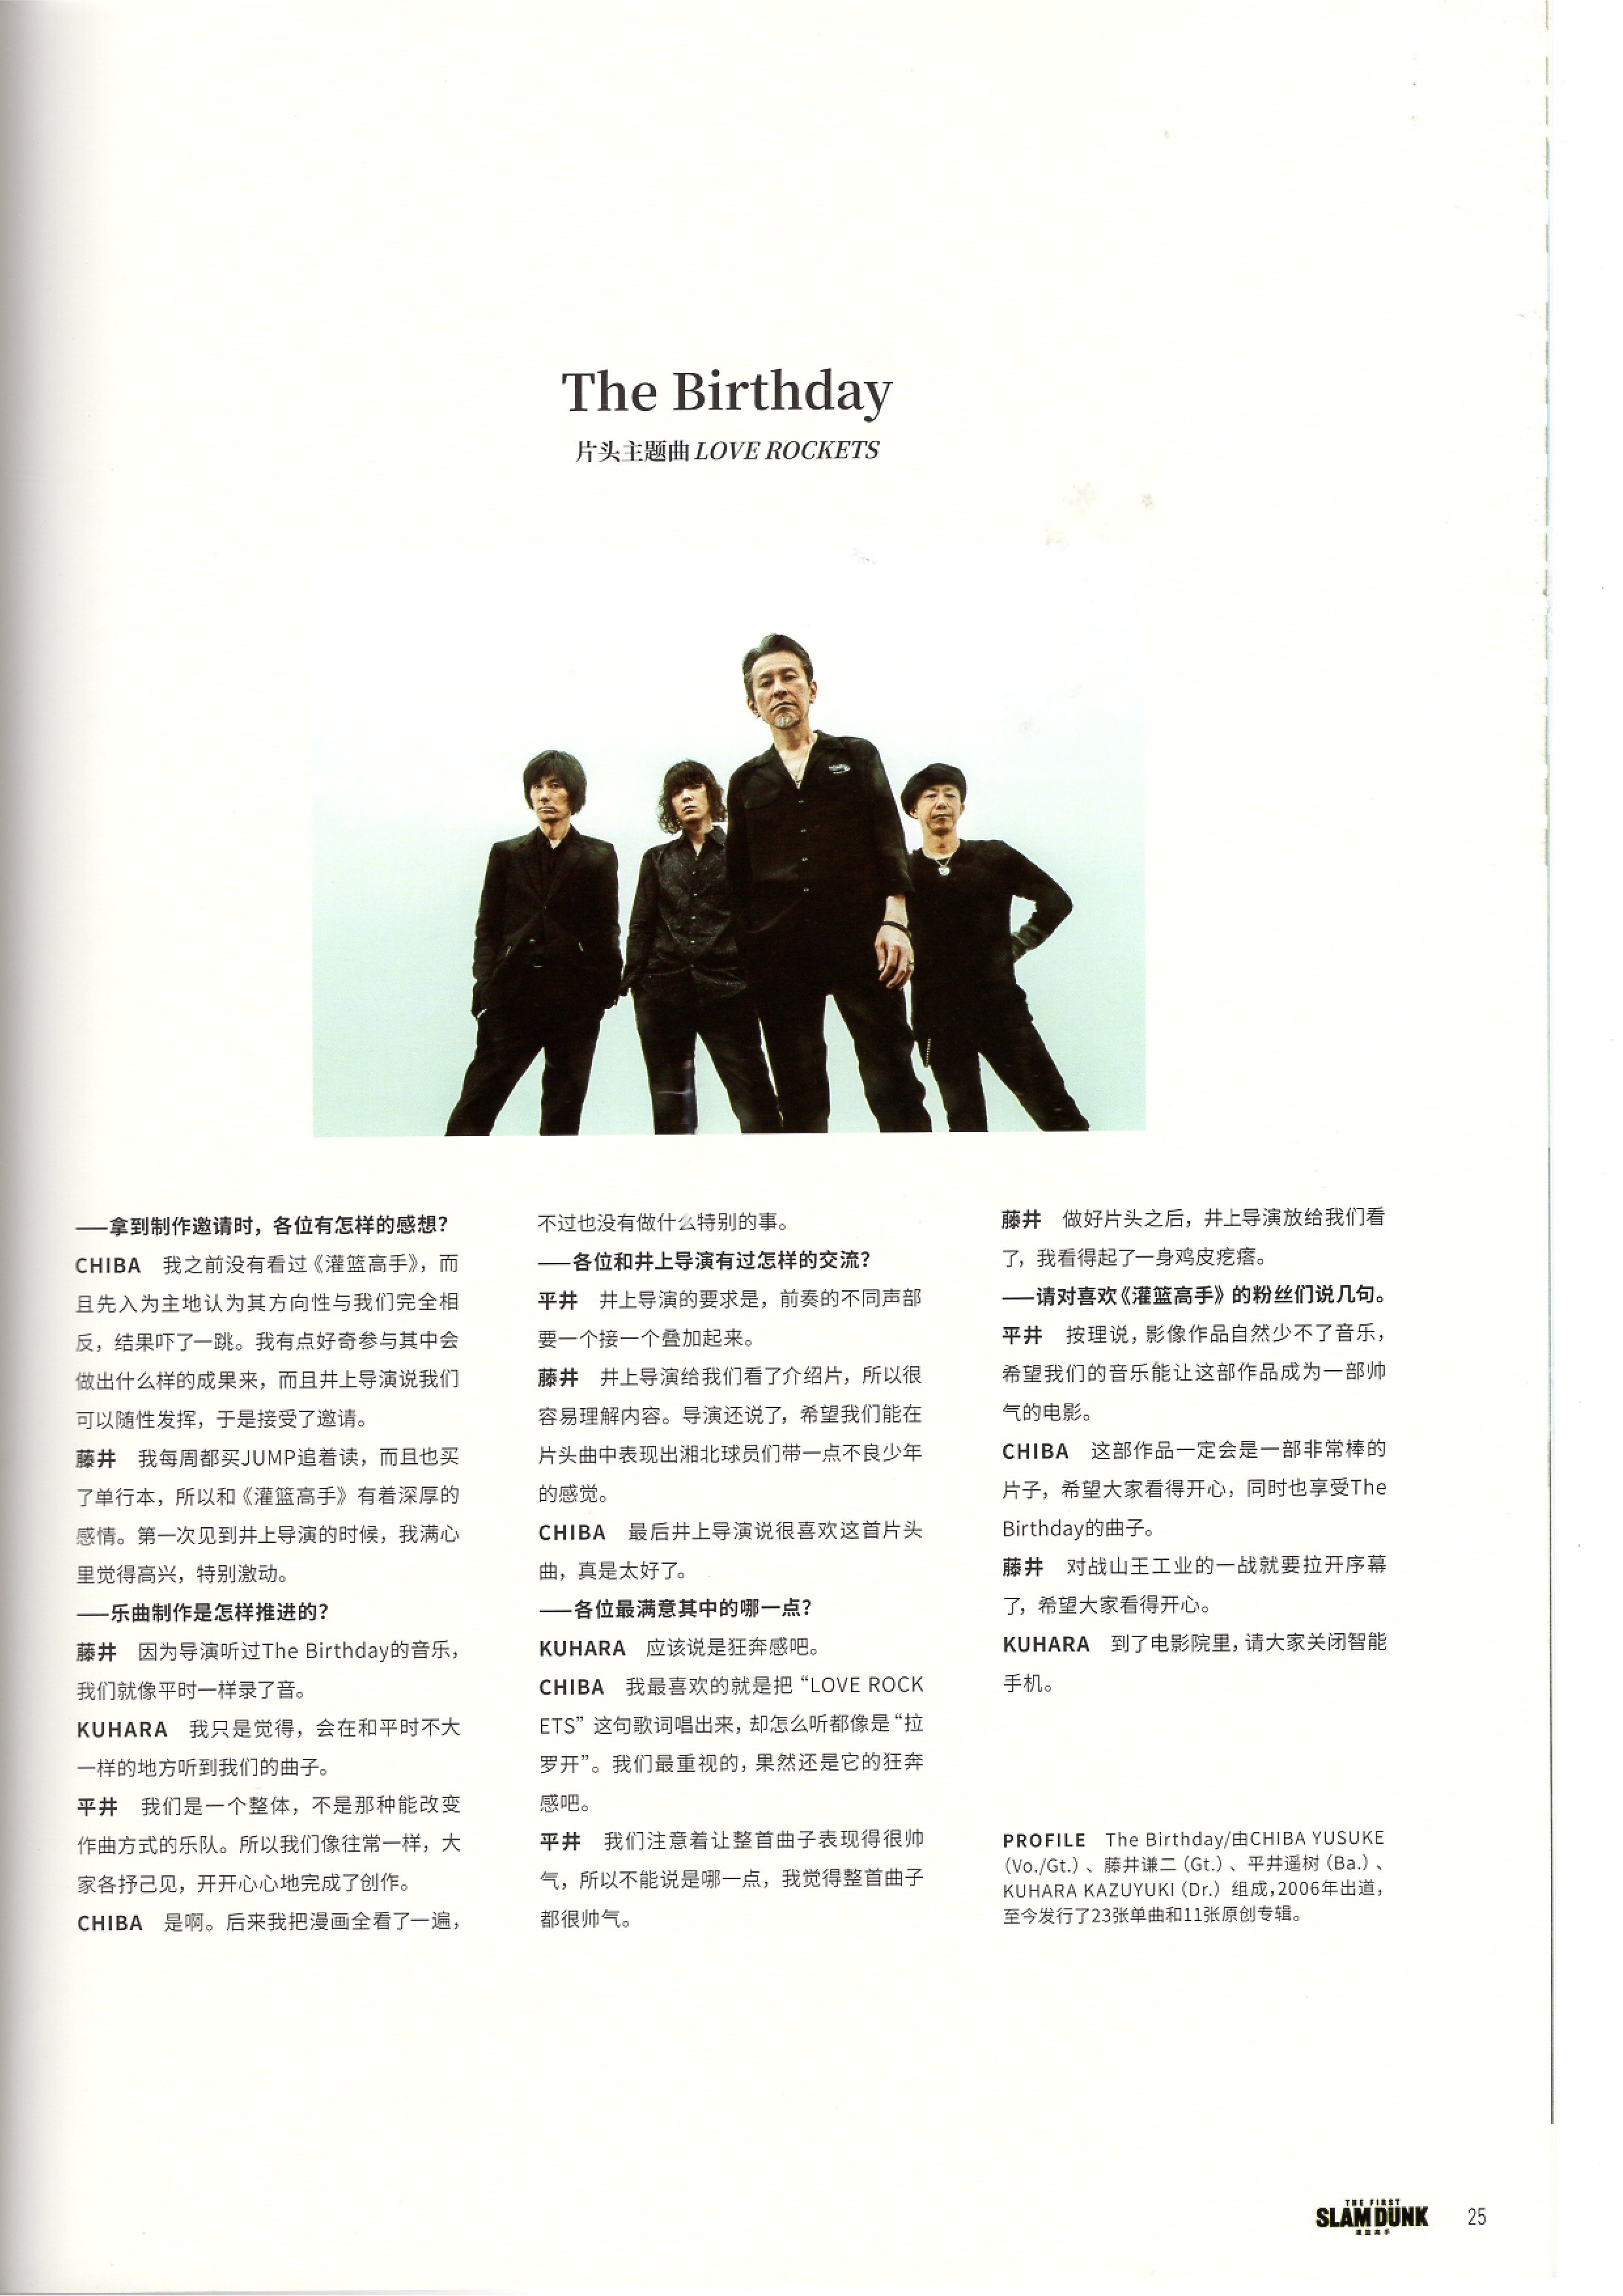 The Birthday
片头主题曲 LOVE ROCKETS
——拿到制作邀请时，各位有怎样的感想？
CHIBA　我之前没有看过《灌篮高手》，而
且先入为主地认为其方向性与我们完全相
反，结果吓了一跳。我有点好奇参与其中会
做出什么样的成果来，而且井上导演说我们
可以随性发挥，于是接受了邀请。
藤井　我每周都买JUMP追着读，而且也买
了单行本，所以和《灌篮高手》有着深厚的
感情。第一次见到井上导演的时候，我满心
里觉得高兴，特别激动。
——乐曲制作是怎样推进的？
藤井　因为导演听过The Birthday的音乐，
我们就像平时一样录了音。
KUHARA　我只是觉得，会在和平时不大
一样的地方听到我们的曲子。
平井　我们是一个整体，不是那种能改变
作曲方式的乐队。所以我们像往常一样，大
家各抒己见，开开心心地完成了创作。
CHIBA　是啊。后来我把漫画全看了一遍，
不过也没有做什么特别的事。
——各位和井上导演有过怎样的交流？
平井　井上导演的要求是，前奏的不同声部
要一个接一个叠加起来。
藤井　井上导演给我们看了介绍片，所以很
容易理解内容。导演还说了，希望我们能在
片头曲中表现出湘北球员们带一点不良少年
的感觉。
CHIBA　最后井上导演说很喜欢这首片头
曲，真是太好了。
——各位最满意其中的哪一点？
KUHARA　应该说是狂奔感吧。
CHIBA　我最喜欢的就是把“LOVE ROCK
ETS”这句歌词唱出来，却怎么听都像是“拉
罗开”。我们最重视的，果然还是它的狂奔
感吧。
平井　我们注意着让整首曲子表现得很帅
气，所以不能说是哪一点，我觉得整首曲子
都很帅气。
藤井　做好片头之后，井上导演放给我们看
了，我看得起了一身鸡皮疙瘩。
——请对喜欢《灌篮高手》的粉丝们说几句。
平井　按理说，影像作品自然少不了音乐，
希望我们的音乐能让这部作品成为一部帅
气的电影。
CHIBA　这部作品一定会是一部非常棒的
片子，希望大家看得开心，同时也享受The
Birthday的曲子。
藤井　对战山王工业的一战就要拉开序幕
了，希望大家看得开心。
KUHARA　到了电影院里，请大家关闭智能
手机。
PROFILE　The Birthday/由CHIBA YUSUKE
（Vo./Gt.）、藤井谦二（Gt.）、平井遥树（Ba.）、
KUHARA KAZUYUKI（Dr.）组成，2006年出道，
至今发行了23张单曲和11张原创专辑。
THE FIRST
SLAM DUNK
灌篮高手
25